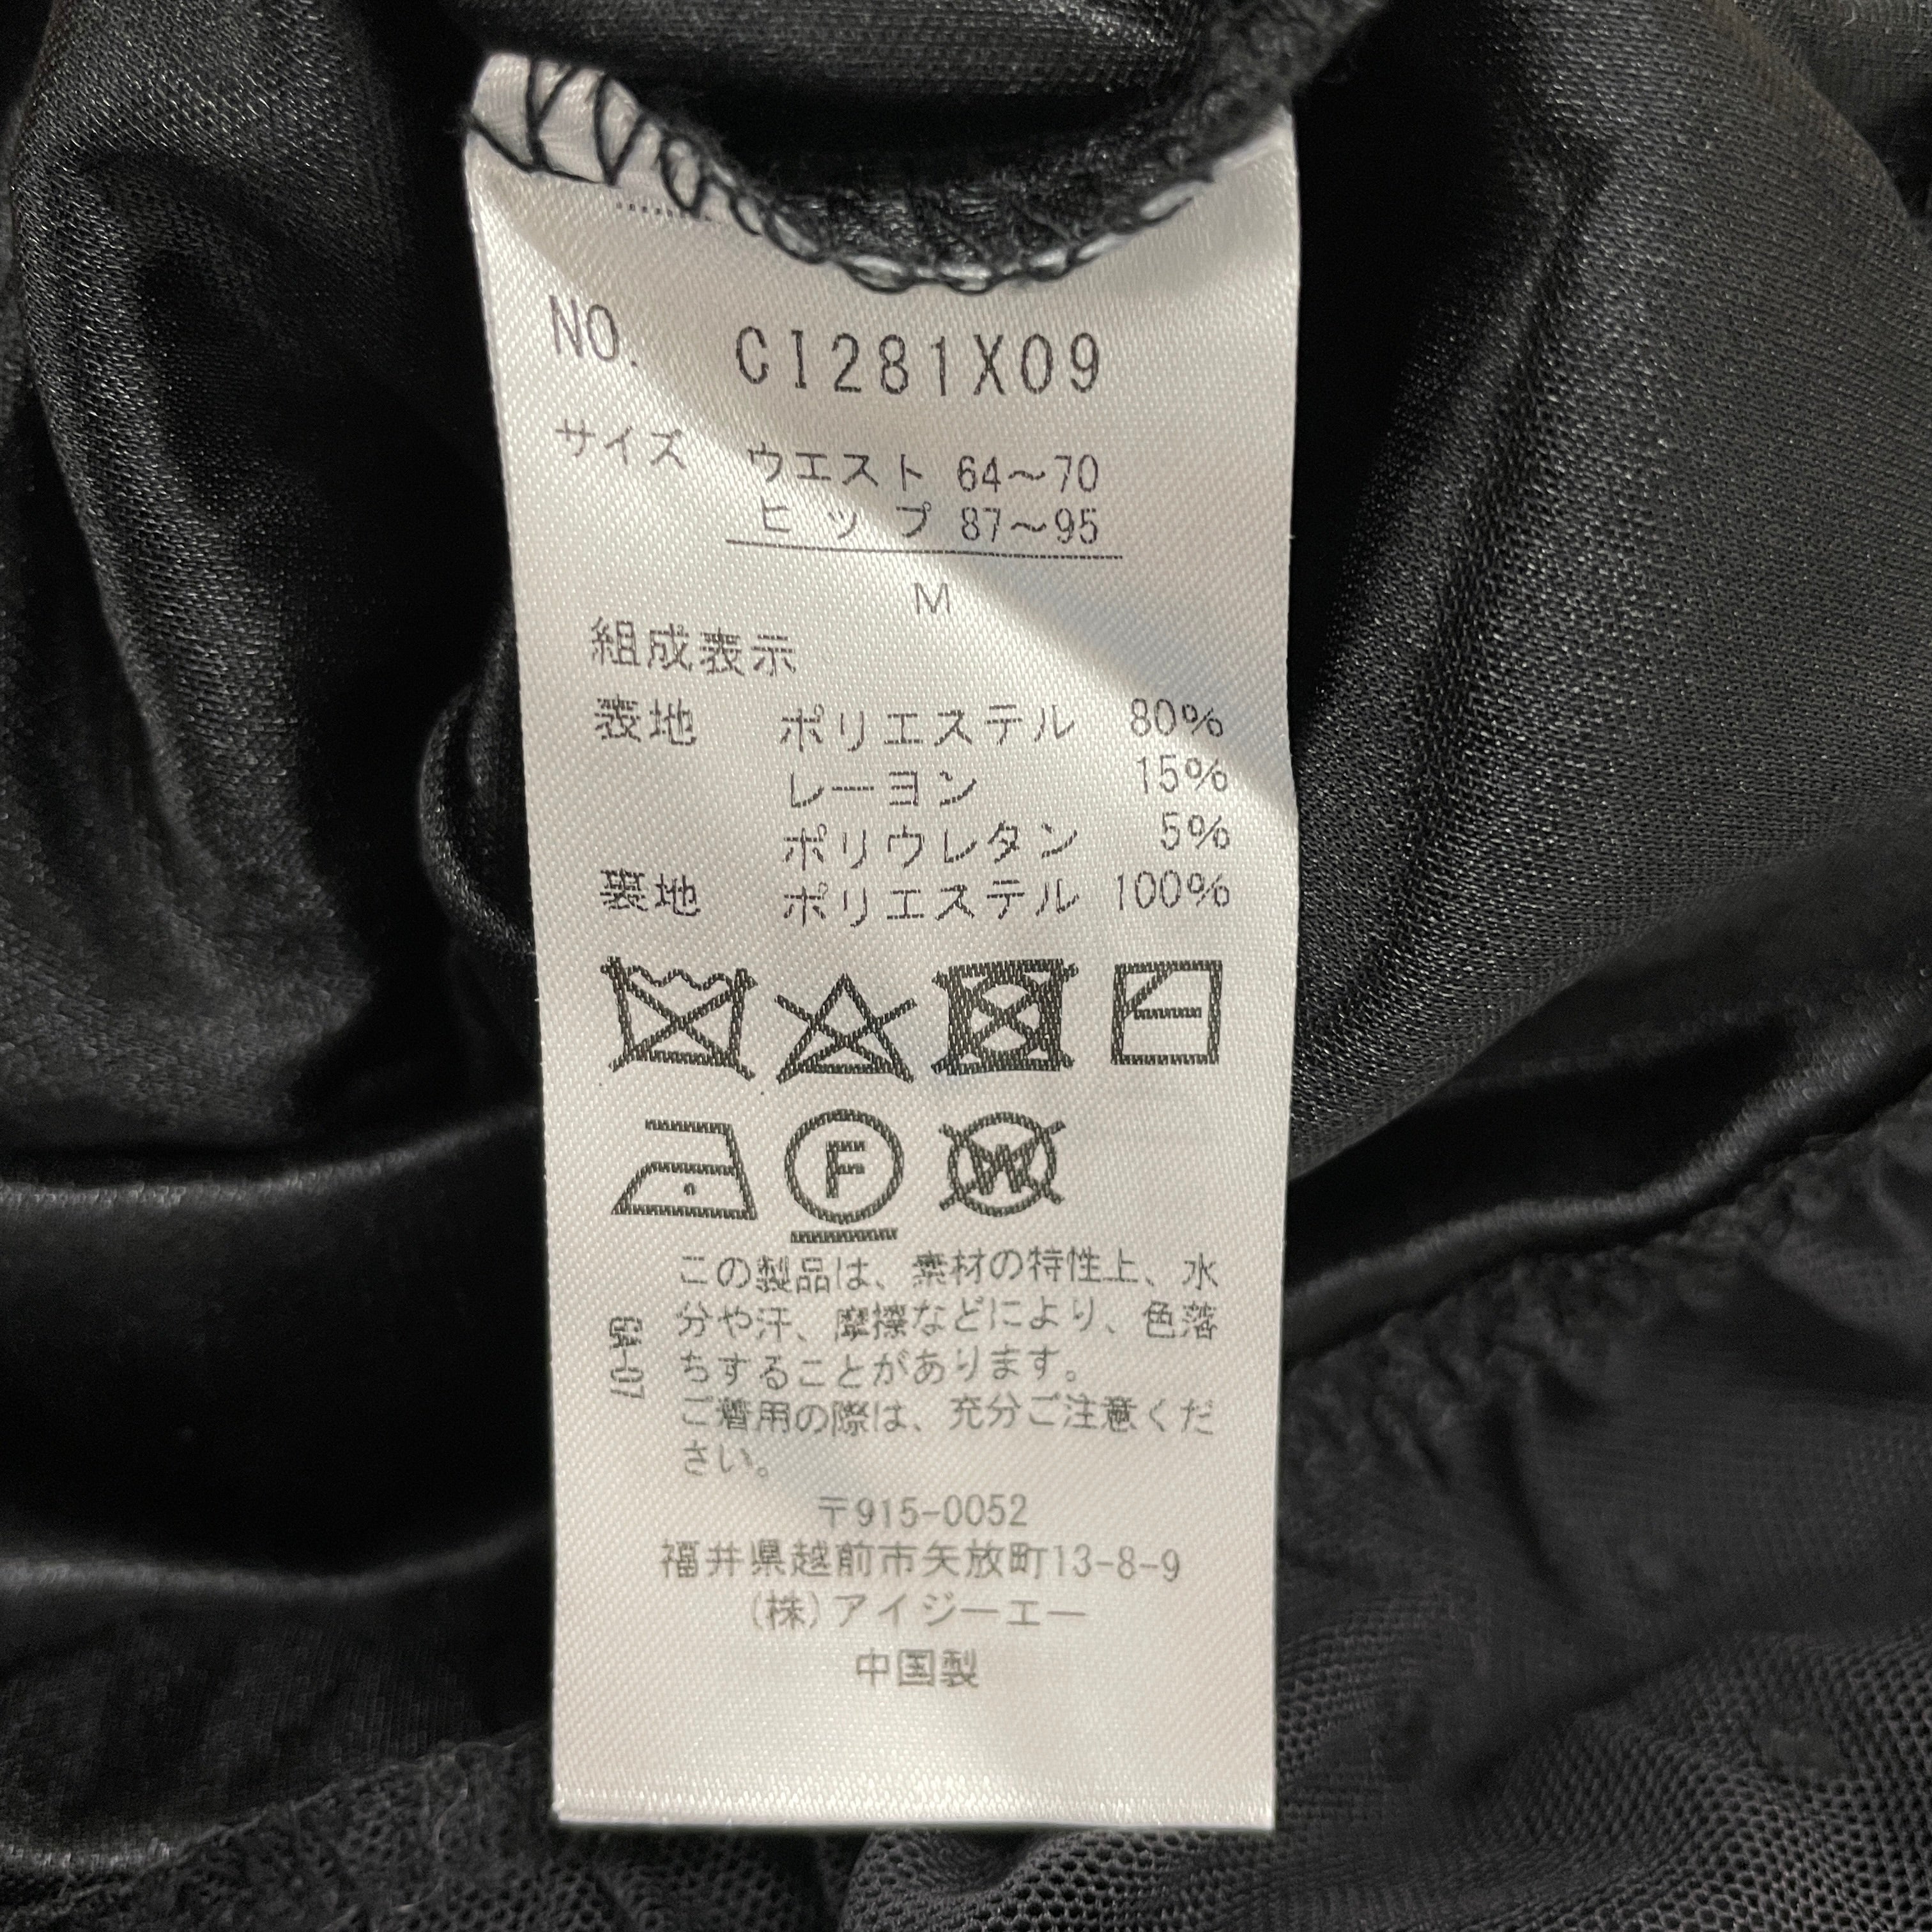 NO. CI281X09
サイズ ウエスト 64～70
ヒップ 87～95
M
組成表示
表地 ポリエステル 80%
レーヨン 15%
ポリウレタン 5%
裏地 ポリエステル 100%
F W
この製品は、素材の特性上、水
分や汗、摩擦などにより、色落
ちすることがあります。
ご着用の際は、充分ご注意くだ
さい。
GA-07
〒915-0052
福井県越前市矢放町13-8-9
(株)アイジーエー
中国製